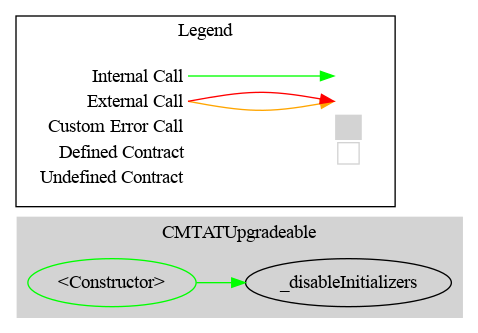 Legend
Internal Call
External Call
Custom Error Call
Defined Contract
Undefined Contract
CMTATUpgradeable
<Constructor>
_disableInitializers